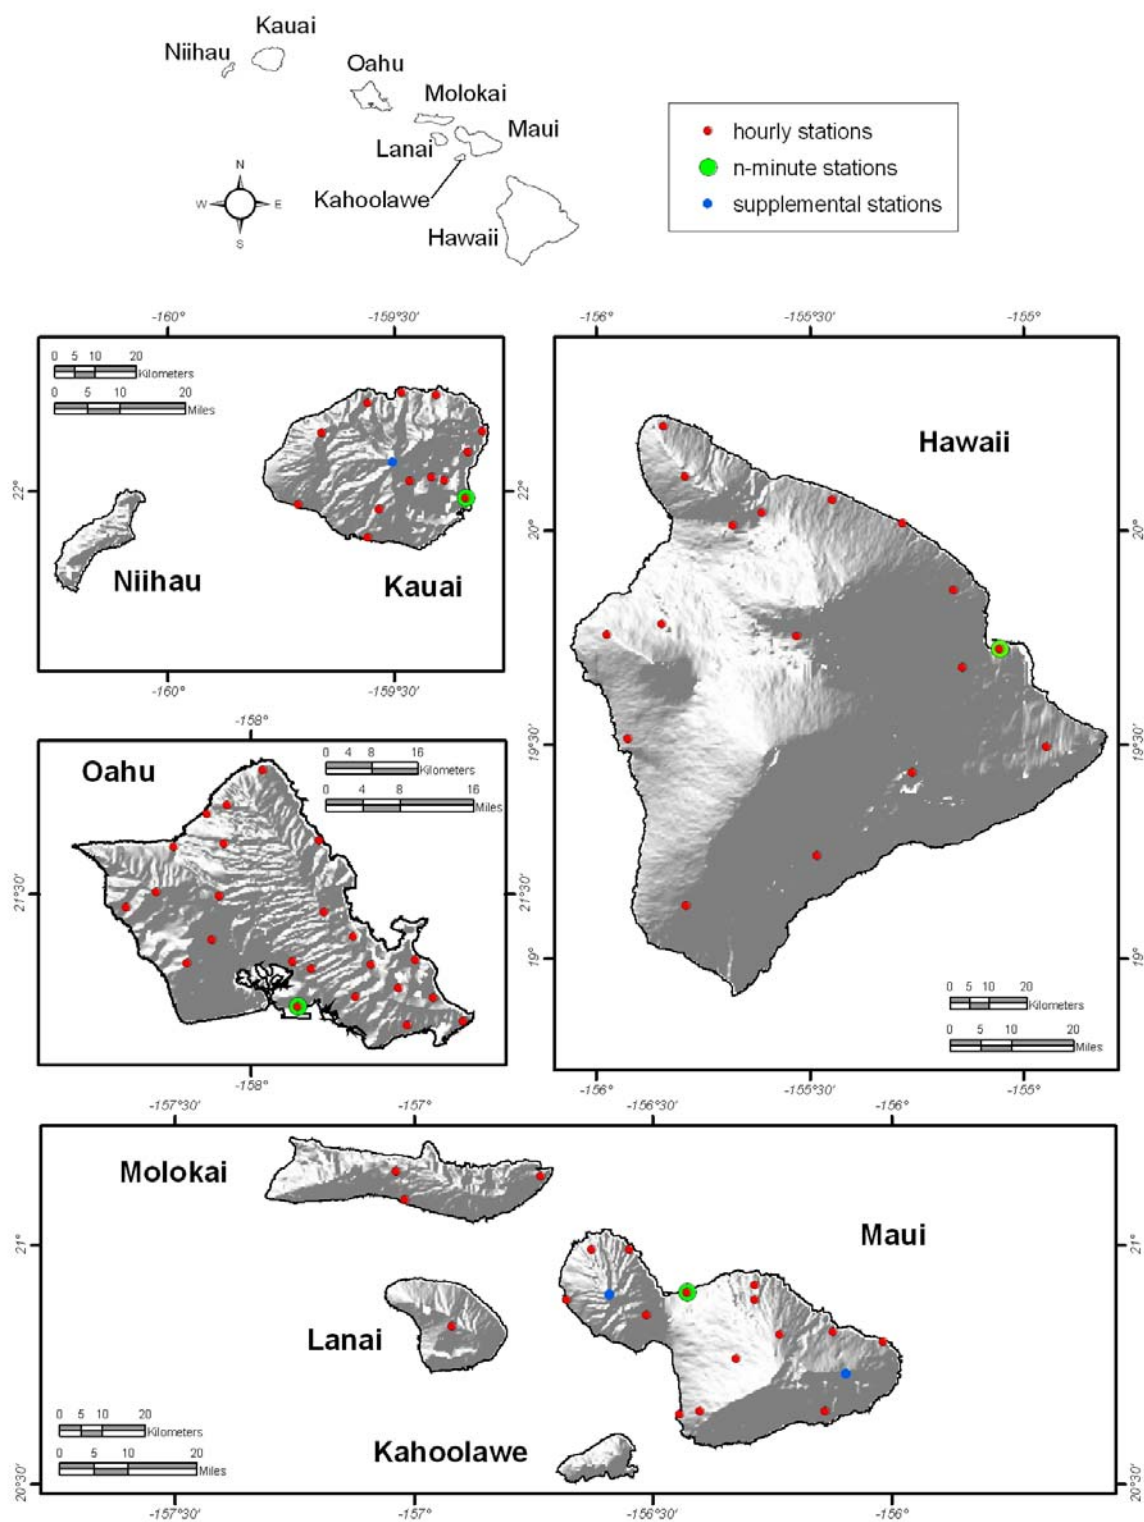 Kauai
Niihau
Oahu
Molokai
Maui
Lanai
Kahoolawe
Hawaii
N
W E
S
hourly stations
n-minute stations
supplemental stations
-160° -159°30'
0 5 10 20
Kilometers
0 5 10 20
Miles
22° 22°
Niihau
Kauai
-160° -159°30'
-156° -155°30' -155°
Hawaii
20° 20°
19°30' 19°30'
19° 19°
0 5 10 20
Kilometers
0 5 10 20
Miles
-156° -155°30' -155°
-158°
Oahu
0 4 8 16
Kilometers
0 4 8 16
Miles
21°30' 21°30'
-158°
-157°30' -157° -156°30' -156°
Molokai
Maui
21° 21°
Lanai
0 5 10 20
Kilometers
0 5 10 20
Miles
Kahoolawe
20°30' 20°30'
-157°30' -157° -156°30' -156°